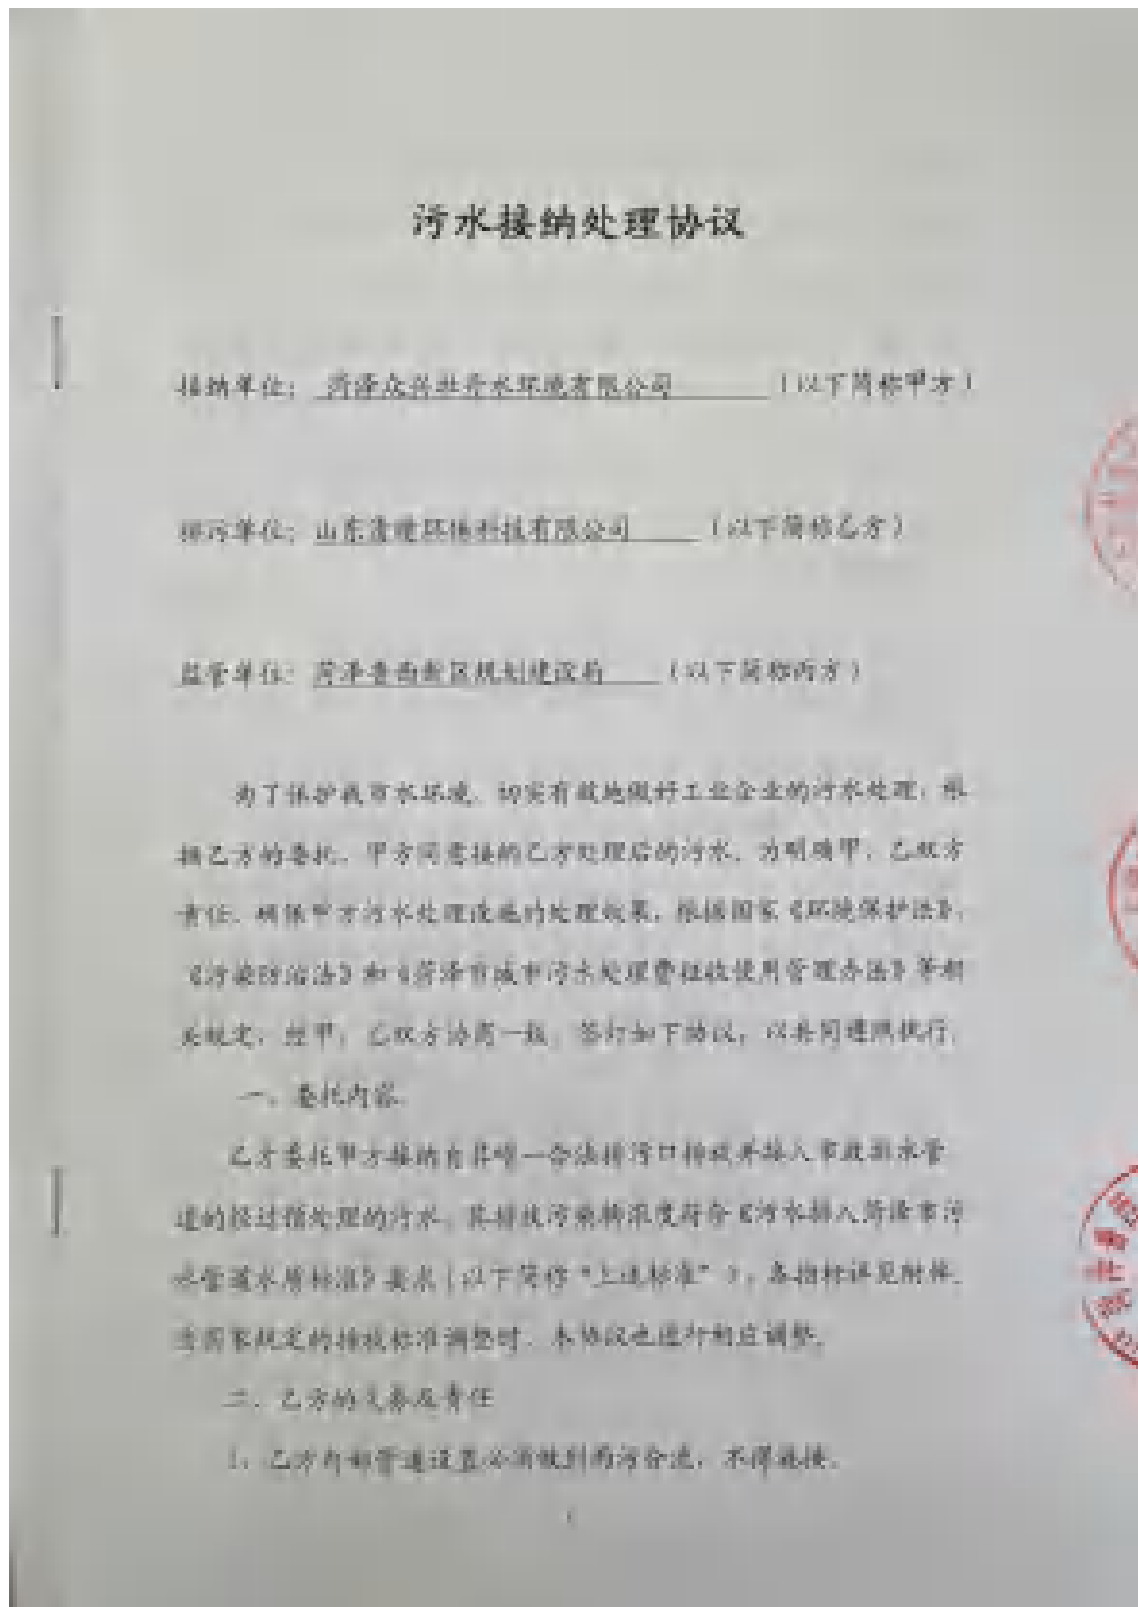 污水接纳处理协议
接纳单位： 菏泽众兴牡丹水环境有限公司 （以下简称甲方）
排污单位：山东 环保科技有限公司 （以下简称乙方）
监管单位：菏泽鲁西新区规划建设局 （以下简称丙方）
为了保护我市水环境，切实有效地做好工业企业的污水处理，根
据乙方的委托，甲方同意接纳乙方处理后的污水，为明确甲、乙双方
责任，确保甲方污水处理设施的处理效果，根据国家《环境保护法》、
《污染防治法》和《菏泽市城市污水处理费征收使用管理办法》等相
关规定，经甲、乙双方协商一致，签订如下协议，以共同遵照执行。
一、委托内容
乙方委托甲方接纳自其唯一合法排污口排放并接入市政污水管
道的经过预处理的污水，其排放污染物浓度符合《污水排入菏泽市污
水管道水质标准》要求（以下简称“上述标准”），各指标详见附件。
当国家规定的排放标准调整时，本协议也进行相应调整。
二、乙方的义务及责任
1、乙方内部管道设置必须做到雨污分流，不得混接。
1